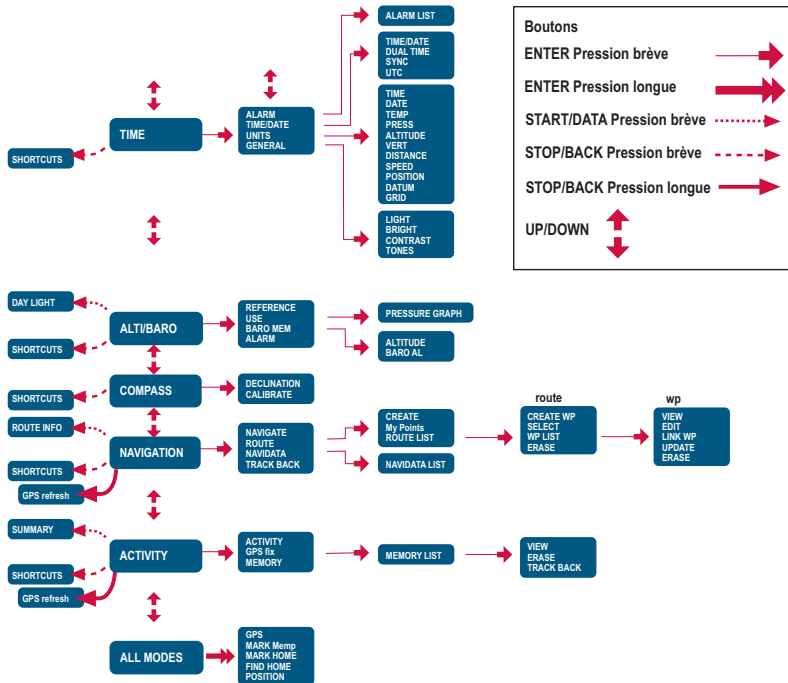 ALARM LIST
TIME/DATE
DUAL TIME
SYNC
UTC
TIME
SHORTCUTS
ALARM
TIME/DATE
UNITS
GENERAL
TIME
DATE
TEMP
PRESS
ALTITUDE
VERT
DISTANCE
SPEED
POSITION
DATUM
GRID
LIGHT
BRIGHT
CONTRAST
TONES
Boutons
ENTER Pression brève
ENTER Pression longue
START/DATA Pression brève
STOP/BACK Pression brève
STOP/BACK Pression longue
UP/DOWN
DAY LIGHT
ALTI/BARO
SHORTCUTS
REFERENCE
USE
BARO MEM
ALARM
PRESSURE GRAPH
ALTITUDE
BARO AL
COMPASS
SHORTCUTS
DECLINATION
CALIBRATE
ROUTE INFO
NAVIGATION
SHORTCUTS
GPS refresh
NAVIGATE
ROUTE
NAVIDATA
TRACK BACK
CREATE
My Points
ROUTE LIST
NAVIDATA LIST
route
CREATE WP
SELECT
WP LIST
ERASE
wp
VIEW
EDIT
LINK WP
UPDATE
ERASE
SUMMARY
ACTIVITY
SHORTCUTS
GPS refresh
ACTIVITY
GPS fix
MEMORY
MEMORY LIST
VIEW
ERASE
TRACK BACK
ALL MODES
GPS
MARK Memp
MARK HOME
FIND HOME
POSITION